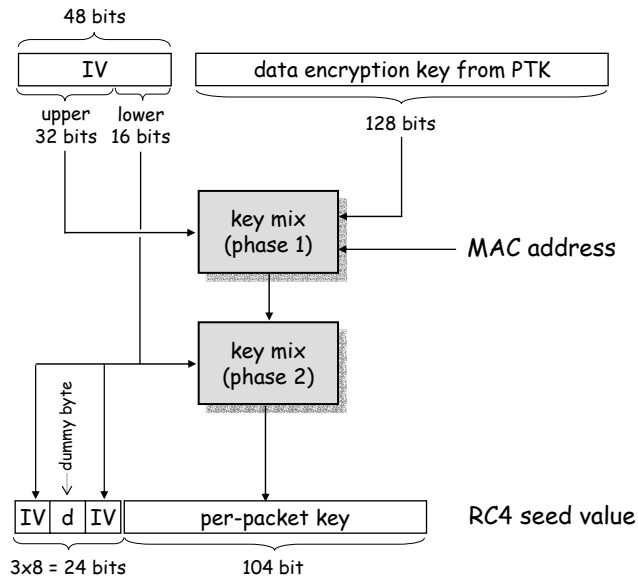 48 bits
IV
data encryption key from PTK
upper
32 bits
lower
16 bits
128 bits
key mix
(phase 1)
MAC address
key mix
(phase 2)
dummy byte
IV d IV
per-packet key
RC4 seed value
3x8 = 24 bits
104 bit